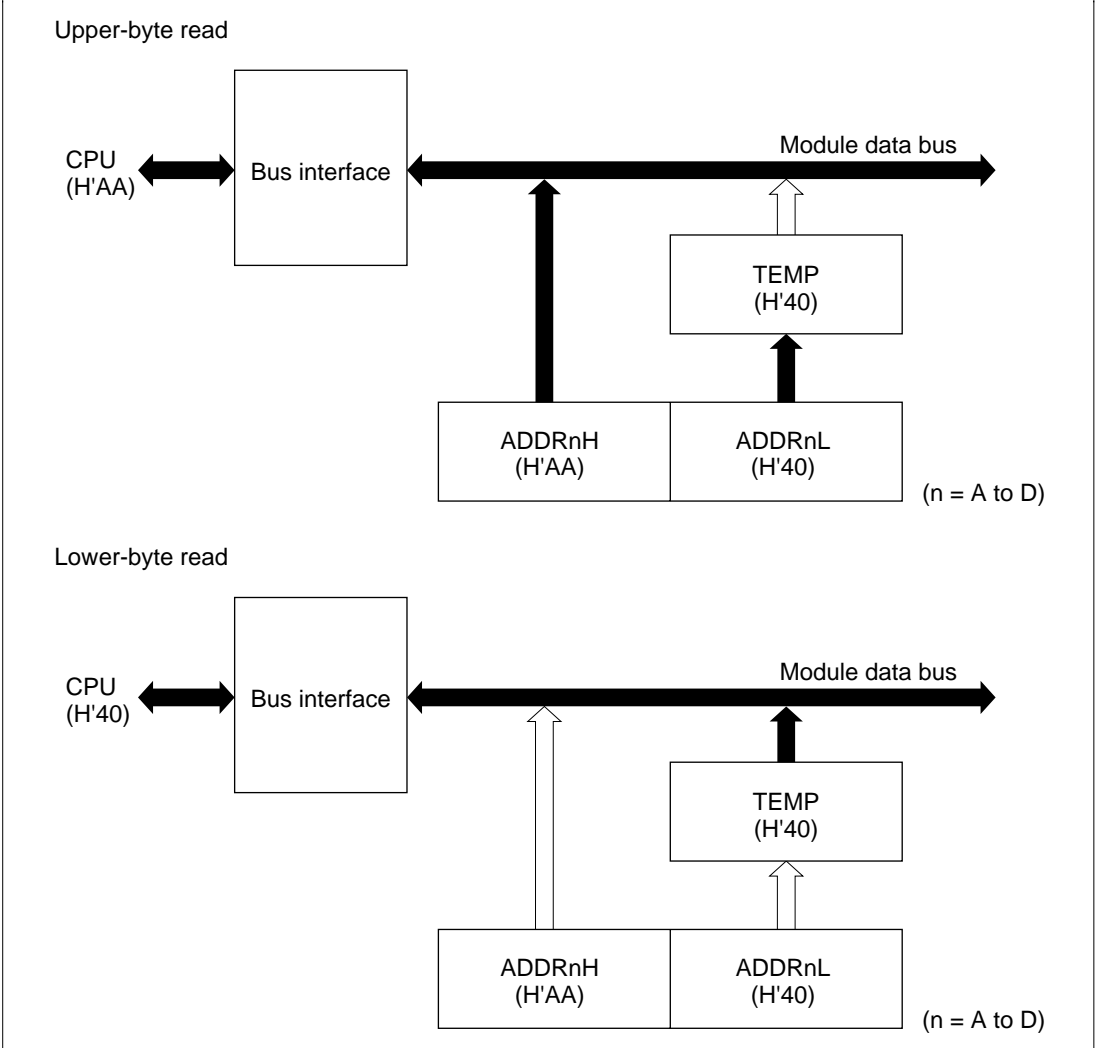 Upper-byte read
Module data bus
CPU
(H'AA)
Bus interface
TEMP
(H'40)
ADDRnH
(H'AA)
ADDRnL
(H'40)
(n = A to D)
Lower-byte read
Module data bus
CPU
(H'40)
Bus interface
TEMP
(H'40)
ADDRnH
(H'AA)
ADDRnL
(H'40)
(n = A to D)